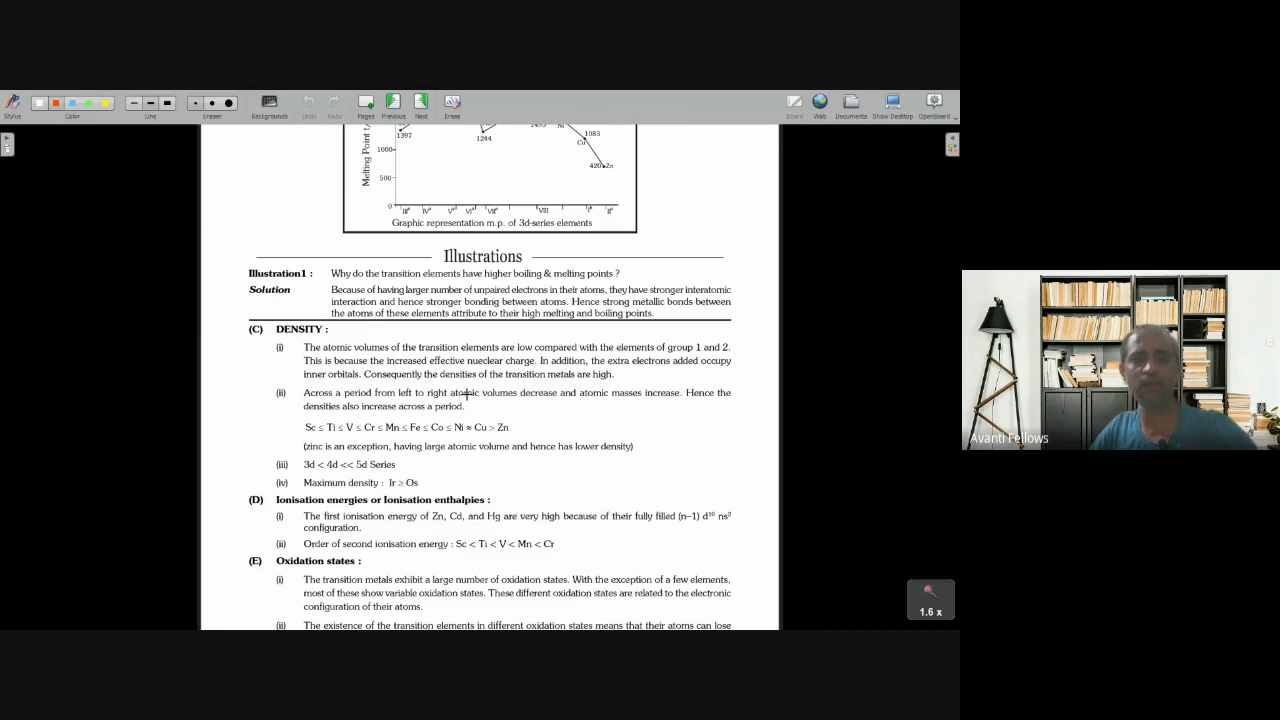 Stylus
Color
Line
Eraser
Backgrounds
Undo
Redo
Pages
Previous
Next
Erase
Board
Web
Documents
Show Desktop
OpenBoard
1397
1244
1083
Cu
420 Zn
Ni
1000
500
0
Melting Point
VIII
Graphic representation m.p. of 3d-series elements
Illustrations
Illustration1 : Why do the transition elements have higher boiling & melting points ?
Solution Because of having larger number of unpaired electrons in their atoms, they have stronger interatomic
interaction and hence stronger bonding between atoms. Hence strong metallic bonds between
the atoms of these elements attribute to their high melting and boiling points.
(C) DENSITY :
(i) The atomic volumes of the transition elements are low compared with the elements of group 1 and 2.
This is because the increased effective nueclear charge. In addition, the extra electrons added occupy
inner orbitals. Consequently the densities of the transition metals are high.
(ii) Across a period from left to right atomic volumes decrease and atomic masses increase. Hence the
densities also increase across a period.
Sc ≤ Ti ≤ V ≤ Cr ≤ Mn ≤ Fe ≤ Co ≤ Ni ≈ Cu > Zn
(zinc is an exception, having large atomic volume and hence has lower density)
(iii) 3d < 4d << 5d Series
(iv) Maximum density : Ir ≥ Os
(D) Ionisation energies or Ionisation enthalpies :
(i) The first ionisation energy of Zn, Cd, and Hg are very high because of their fully filled (n–1) d¹⁰ ns²
configuration.
(ii) Order of second ionisation energy : Sc < Ti < V < Mn < Cr
(E) Oxidation states :
(i) The transition metals exhibit a large number of oxidation states. With the exception of a few elements,
most of these show variable oxidation states. These different oxidation states are related to the electronic
configuration of their atoms.
(ii) The existence of the transition elements in different oxidation states means that their atoms can lose
1.6 x
Avanti Fellows